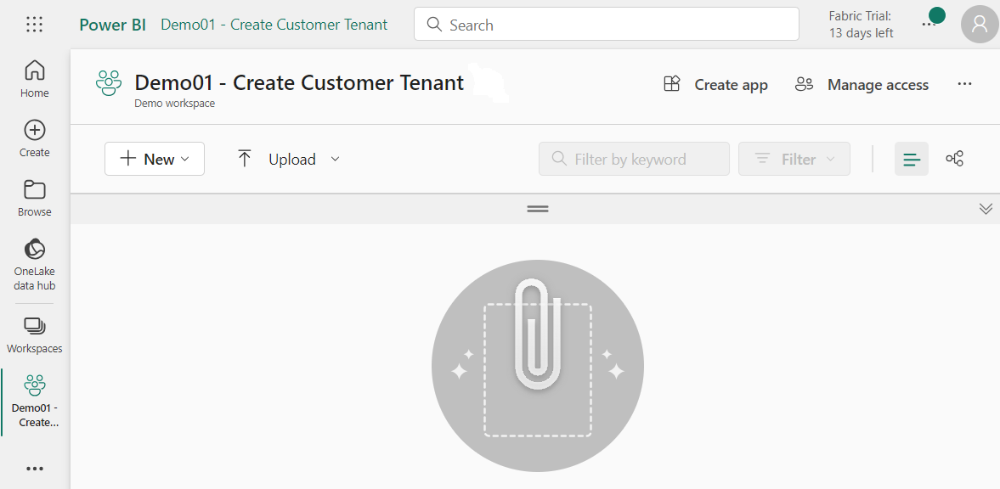 Power BI Demo01 - Create Customer Tenant
Search
Fabric Trial:
13 days left
Home
Create
Browse
OneLake
data hub
Workspaces
Demo01 -
Create...
Demo01 - Create Customer Tenant
Demo workspace
Create app
Manage access
New
Upload
Filter by keyword
Filter